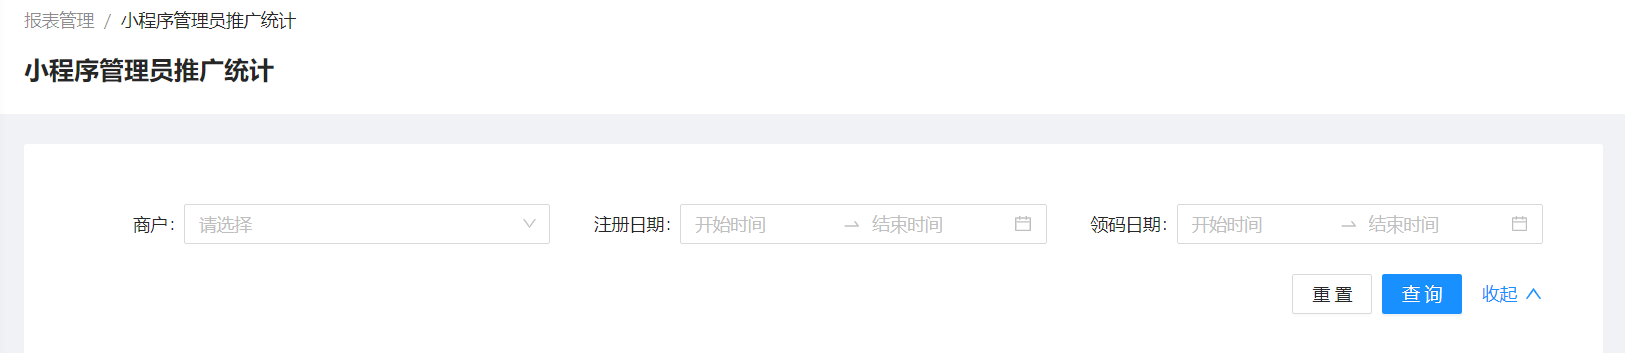 报表管理 / 小程序管理员推广统计
小程序管理员推广统计
商户: 请选择 注册日期: 开始时间 → 结束时间 领码日期: 开始时间 → 结束时间
重置 查询 收起